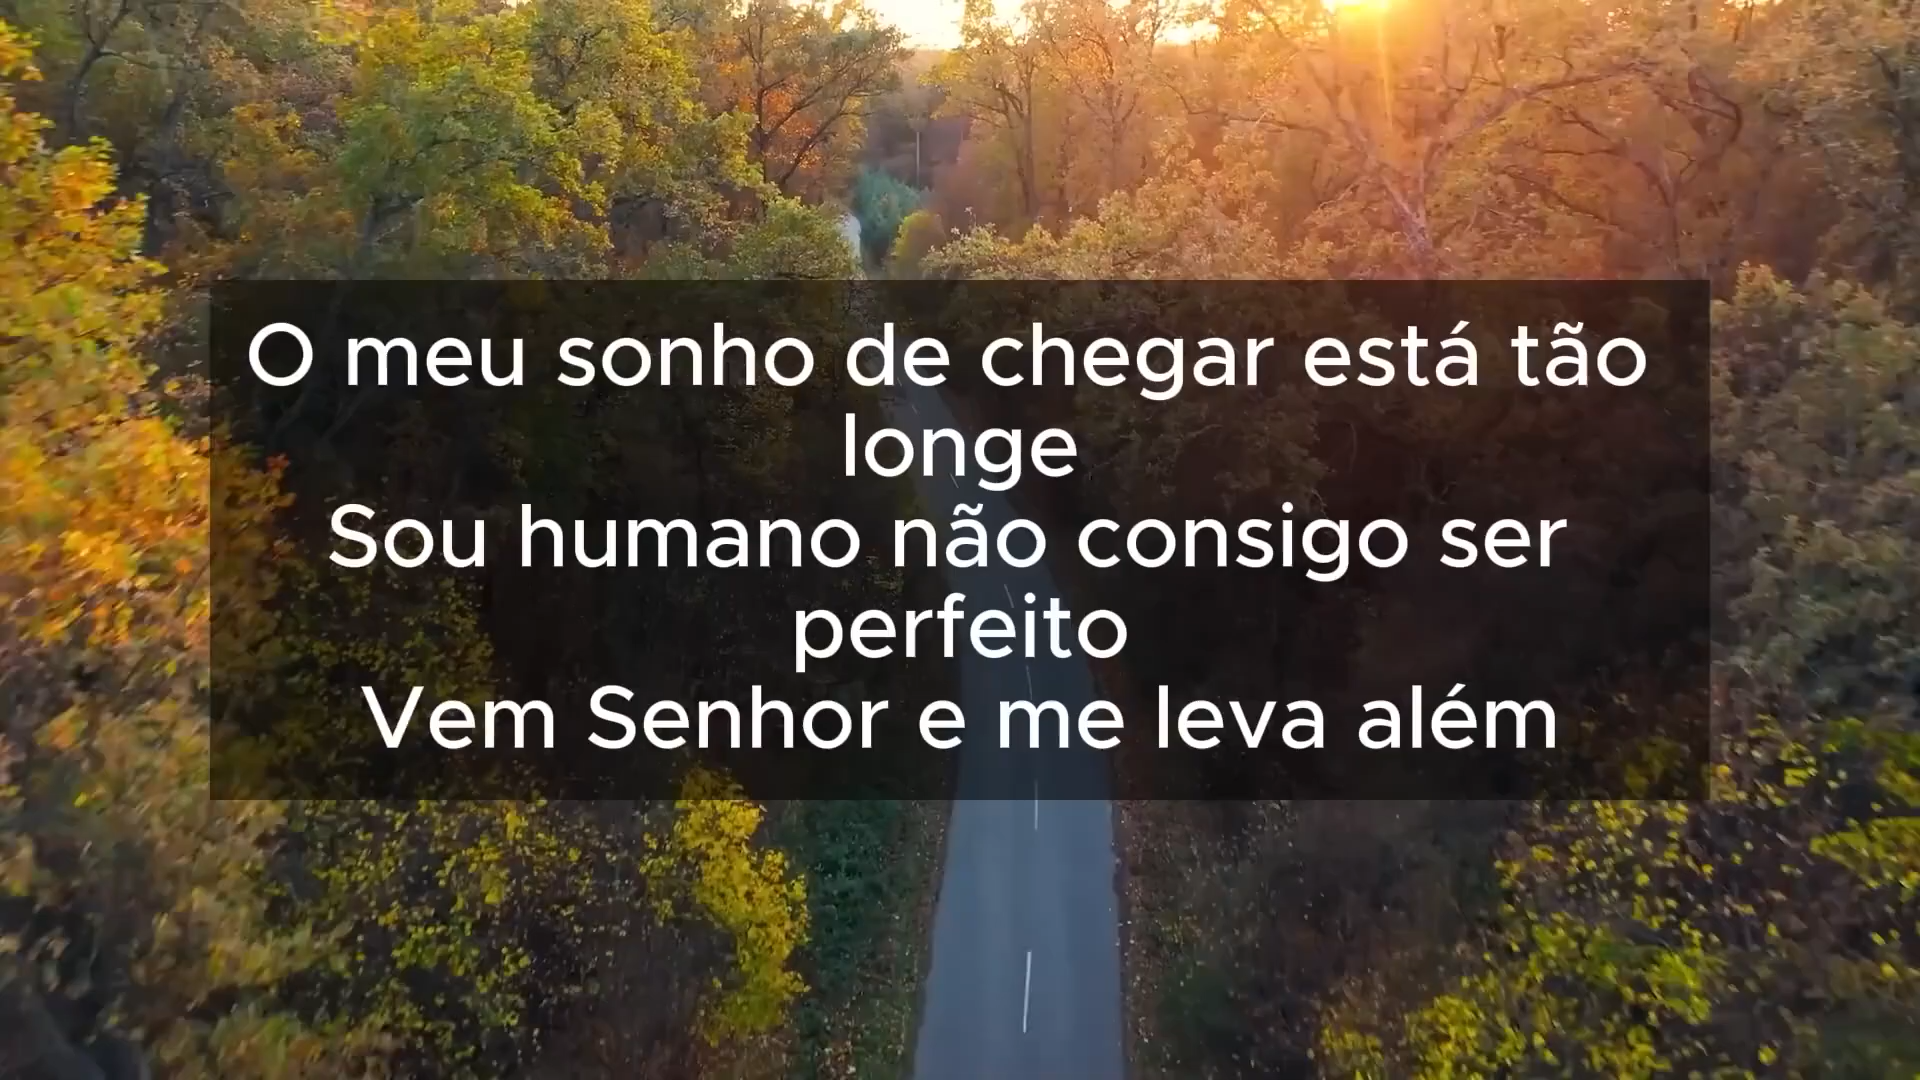 O meu sonho de chegar está tão
longe
Sou humano não consigo ser
perfeito
Vem Senhor e me leva além